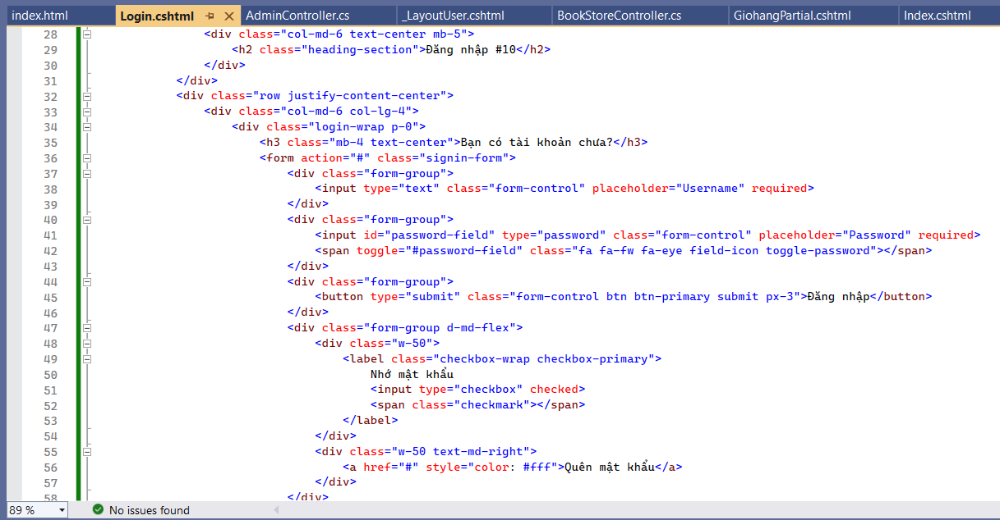 index.html Login.cshtml AdminController.cs _LayoutUser.cshtml BookStoreController.cs GiohangPartial.cshtml Index.cshtml
28 <div class="col-md-6 text-center mb-5">
29 <h2 class="heading-section">Đăng nhập #10</h2>
30 </div>
31 </div>
32 <div class="row justify-content-center">
33 <div class="col-md-6 col-lg-4">
34 <div class="login-wrap p-0">
35 <h3 class="mb-4 text-center">Bạn có tài khoản chưa?</h3>
36 <form action="#" class="signin-form">
37 <div class="form-group">
38 <input type="text" class="form-control" placeholder="Username" required>
39 </div>
40 <div class="form-group">
41 <input id="password-field" type="password" class="form-control" placeholder="Password" required>
42 <span toggle="#password-field" class="fa fa-fw fa-eye field-icon toggle-password"></span>
43 </div>
44 <div class="form-group">
45 <button type="submit" class="form-control btn btn-primary submit px-3">Đăng nhập</button>
46 </div>
47 <div class="form-group d-md-flex">
48 <div class="w-50">
49 <label class="checkbox-wrap checkbox-primary">
50 Nhớ mật khẩu
51 <input type="checkbox" checked>
52 <span class="checkmark"></span>
53 </label>
54 </div>
55 <div class="w-50 text-md-right">
56 <a href="#" style="color: #fff">Quên mật khẩu</a>
57 </div>
58 </div>
89 % No issues found